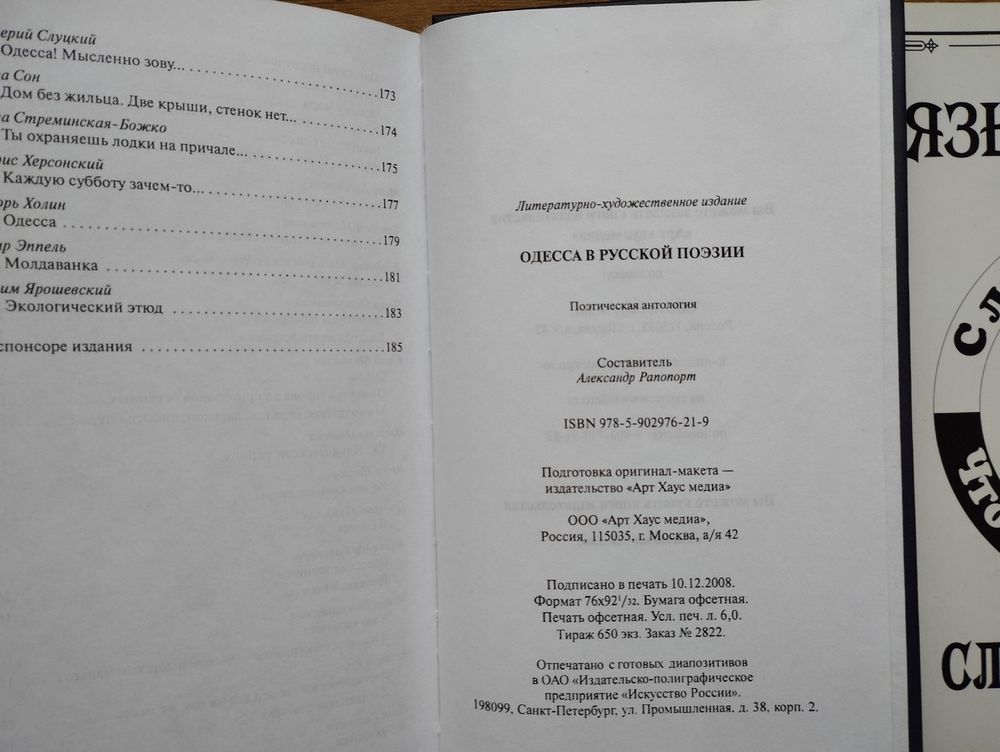 ерий Слуцкий
Одесса! Мысленно зову... 173
а Сон
Дом без жильца. Две крыши, стенок нет... 174
а Стреминская-Божко
Ты охраняешь лодки на причале... 175
ис Херсонский
Каждую субботу зачем-то... 177
орь Холин
Одесса 179
ар Эппель
Молдаванка 181
им Ярошевский
Экологический этюд 183
спонсоре издания 185
Литературно-художественное издание
ОДЕССА В РУССКОЙ ПОЭЗИИ
Поэтическая антология
Составитель
Александр Рапопорт
ISBN 978-5-902976-21-9
Подготовка оригинал-макета —
издательство «Арт Хаус медиа»
ООО «Арт Хаус медиа»,
Россия, 115035, г. Москва, а/я 42
Подписано в печать 10.12.2008.
Формат 76х92¹/₃₂. Бумага офсетная.
Печать офсетная. Усл. печ. л. 6,0.
Тираж 650 экз. Заказ № 2822.
Отпечатано с готовых диапозитивов
в ОАО «Издательско-полиграфическое
предприятие «Искусство России».
198099, Санкт-Петербург, ул. Промышленная, д. 38, корп. 2.
ЯЗЫ
СЛ
Что
СЛ